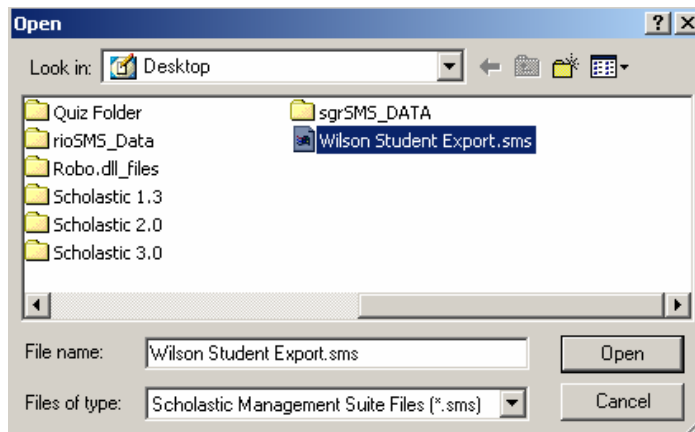 Open
Look in: Desktop
Quiz Folder
rioSMS_Data
Robo.dll_files
Scholastic 1.3
Scholastic 2.0
Scholastic 3.0
sgrSMS_DATA
Wilson Student Export.sms
File name: Wilson Student Export.sms Open
Files of type: Scholastic Management Suite Files (*.sms) Cancel